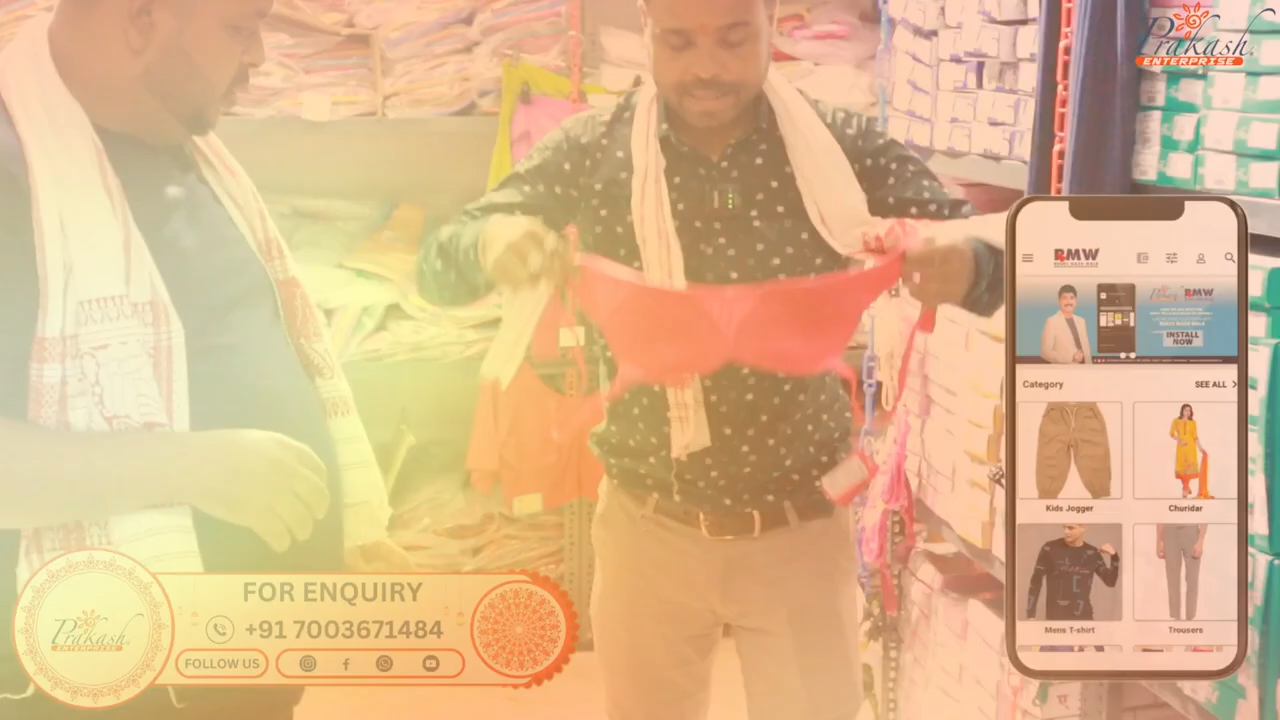 Prakash
ENTERPRISE
RMW
INSTALL
NOW
Category
SEE ALL
Kids Jogger
Churidar
Mens T-shirt
Trousers
FOR ENQUIRY
+91 7003671484
FOLLOW US
Prakash
ENTERPRISE